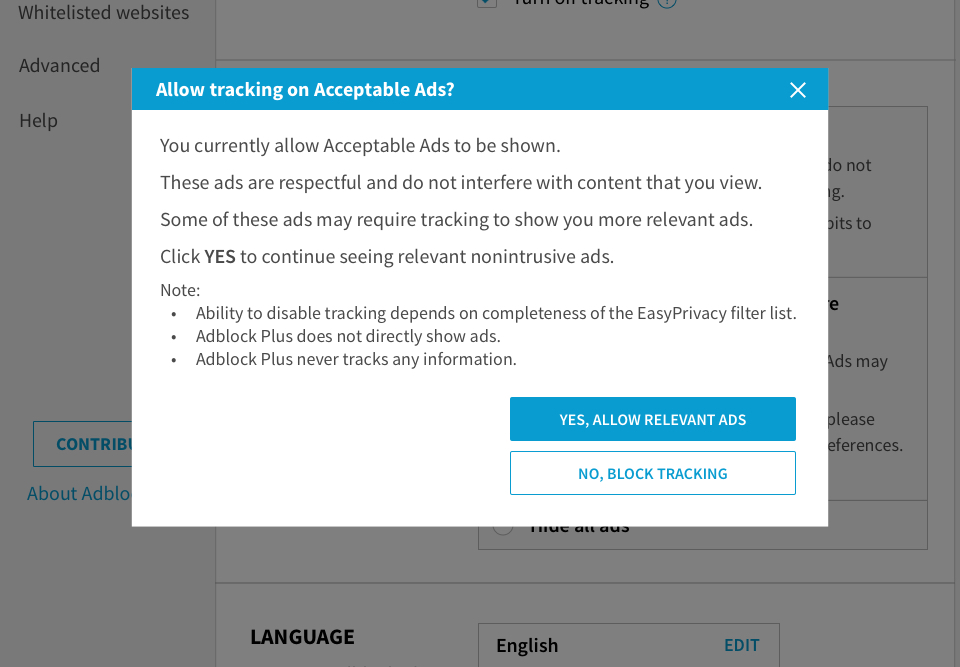 Whitelisted websites
Turn on tracking ?
Advanced
Help
Allow tracking on Acceptable Ads?
You currently allow Acceptable Ads to be shown.
These ads are respectful and do not interfere with content that you view.
Some of these ads may require tracking to show you more relevant ads.
Click YES to continue seeing relevant nonintrusive ads.
Note:
• Ability to disable tracking depends on completeness of the EasyPrivacy filter list.
• Adblock Plus does not directly show ads.
• Adblock Plus never tracks any information.
YES, ALLOW RELEVANT ADS
NO, BLOCK TRACKING
do not
to
Ads may
please
CONTRIBU
About Adblo
Hide all ads
LANGUAGE
English
EDIT